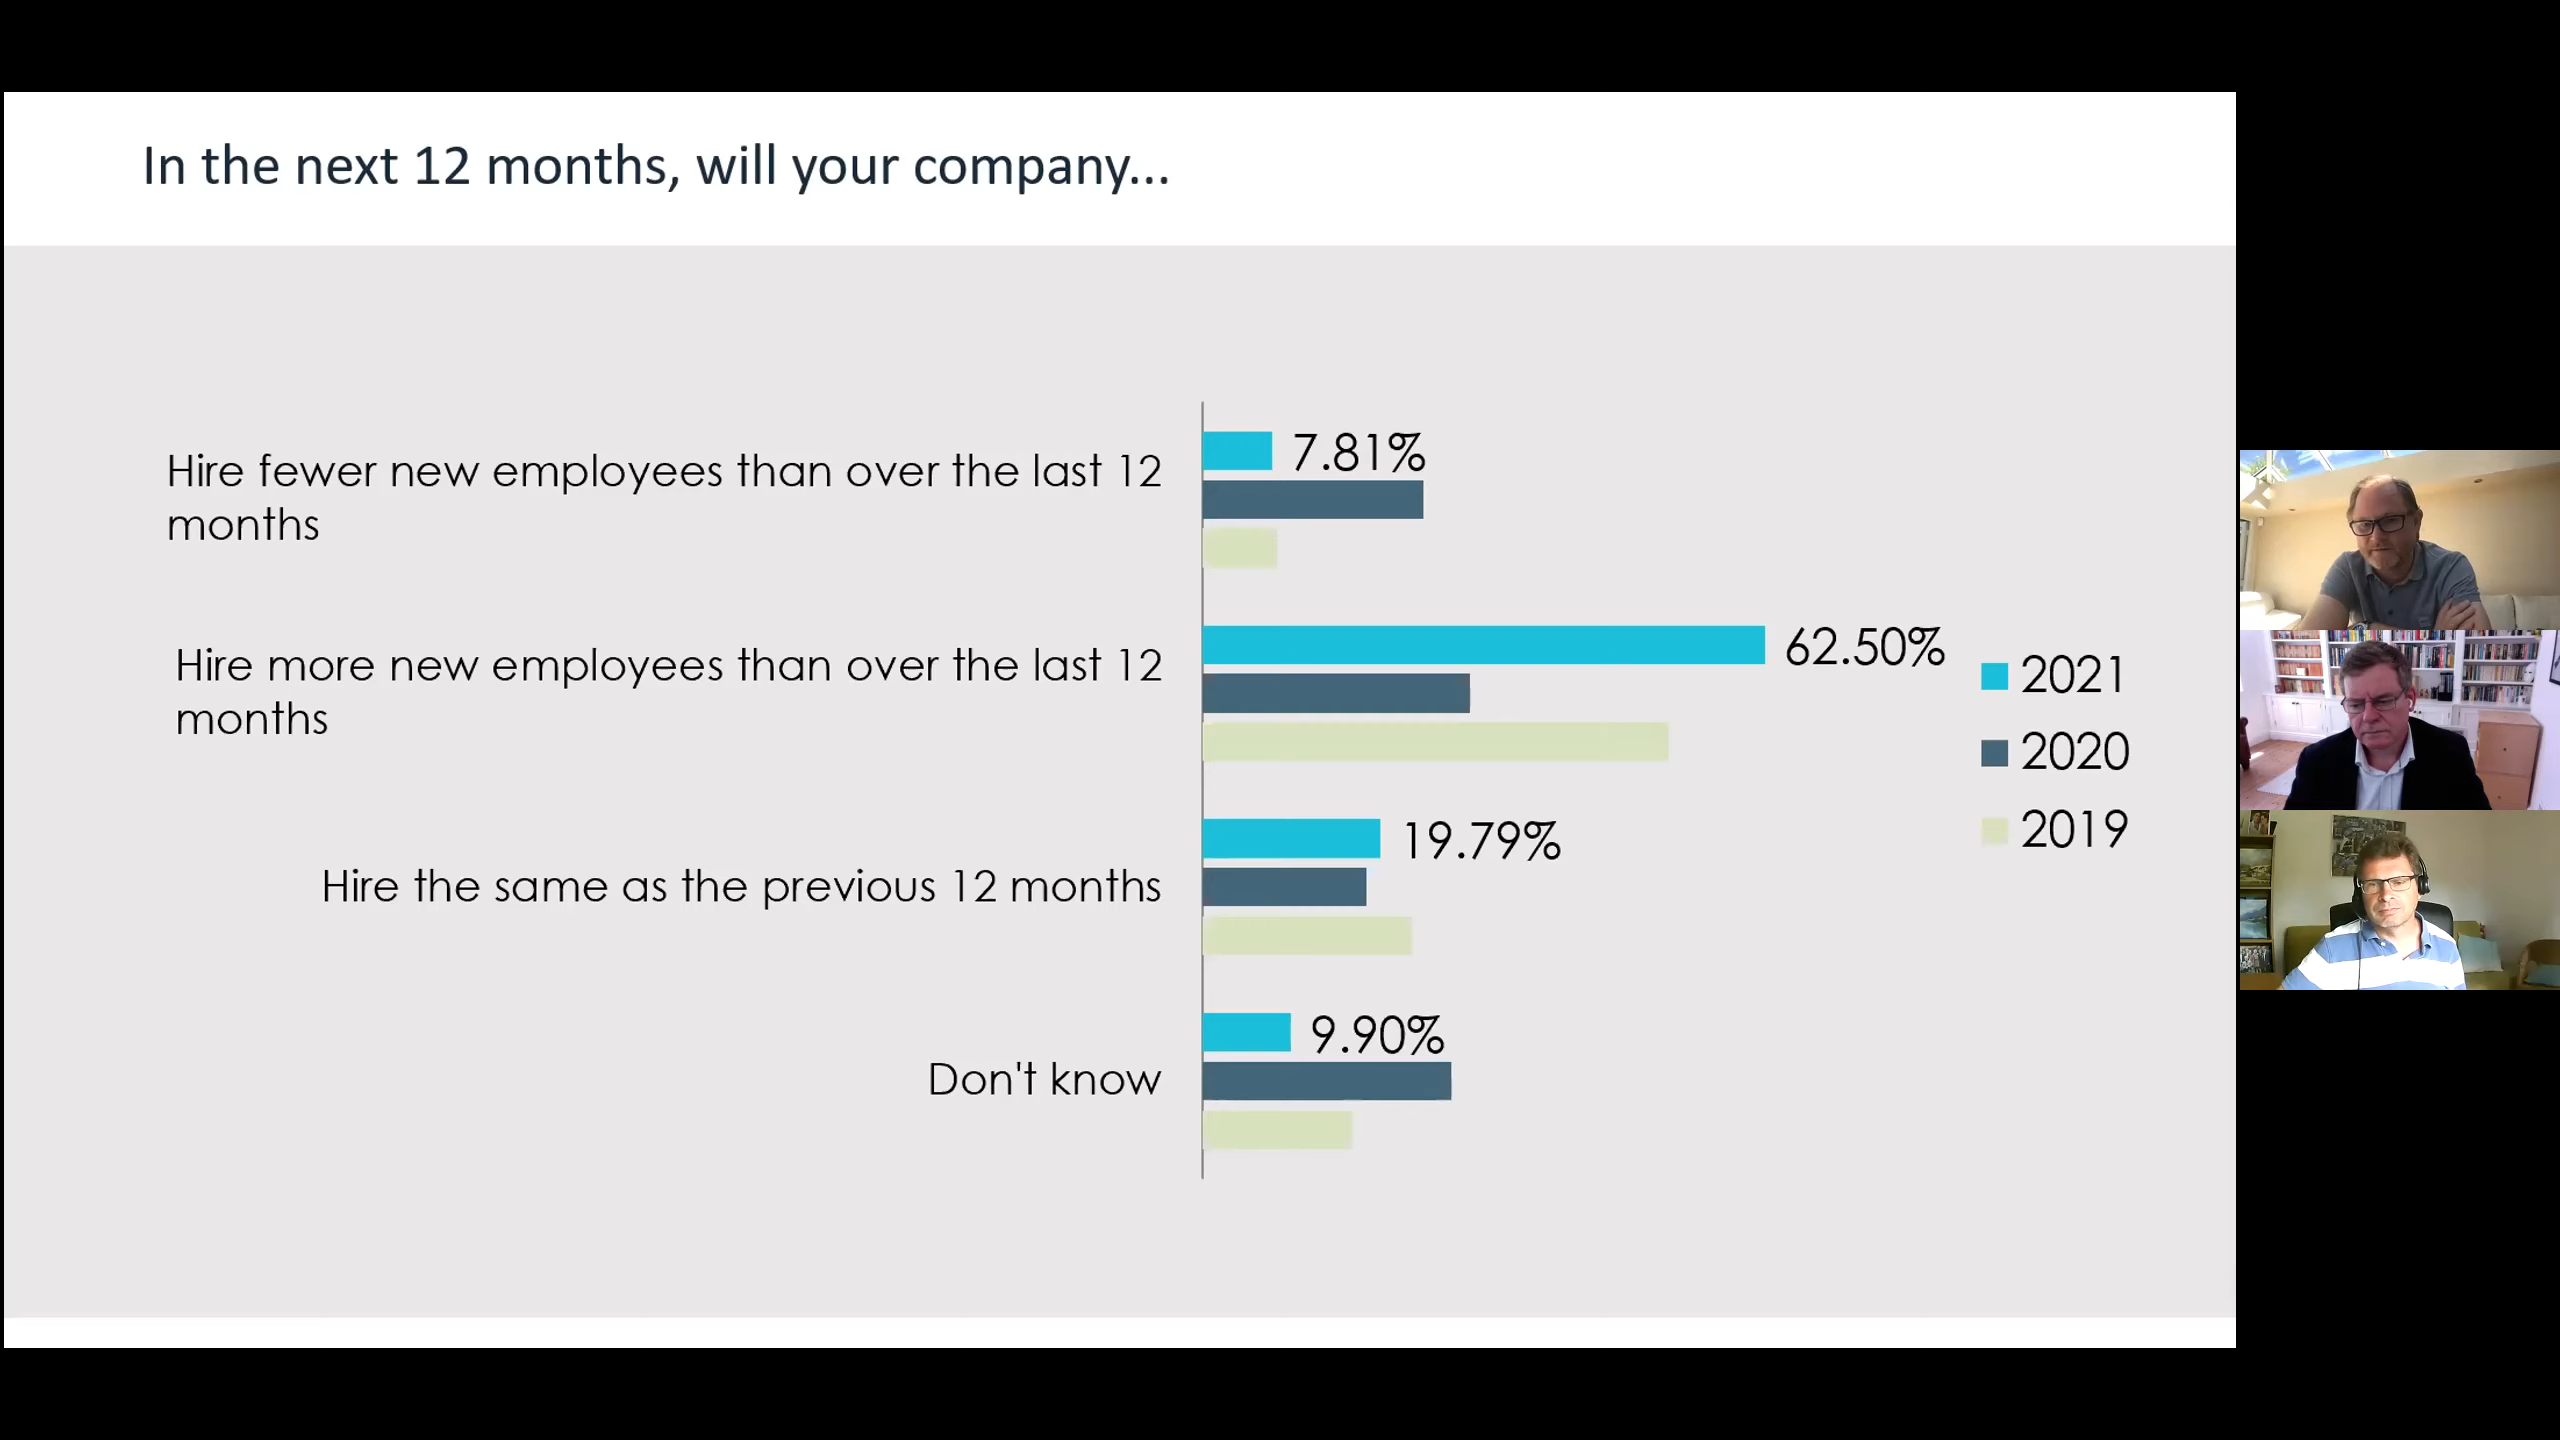 In the next 12 months, will your company...
Hire fewer new employees than over the last 12
months
7.81%
Hire more new employees than over the last 12
months
62.50%
Hire the same as the previous 12 months
19.79%
Don't know
9.90%
2021
2020
2019